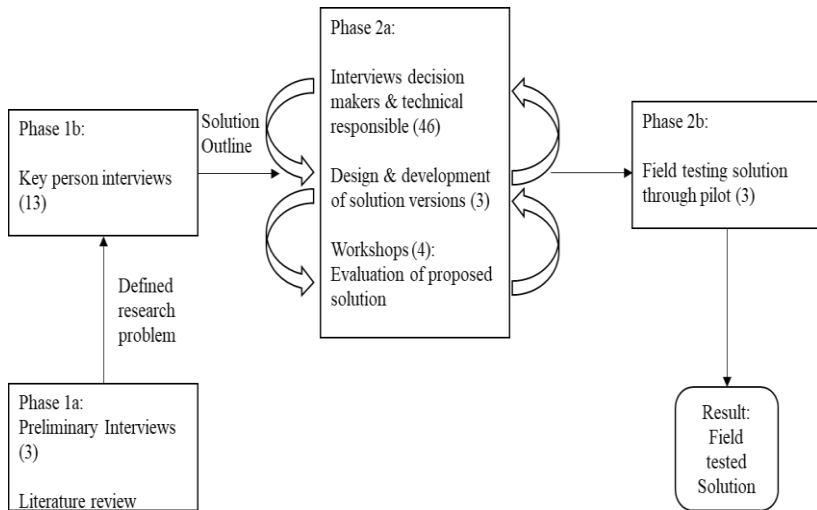 Phase 1a:
Preliminary Interviews
(3)
Literature review
Defined
research
problem
Phase 1b:
Key person interviews
(13)
Solution
Outline
Phase 2a:
Interviews decision
makers & technical
responsible (46)
Design & development
of solution versions (3)
Workshops (4):
Evaluation of proposed
solution
Phase 2b:
Field testing solution
through pilot (3)
Result:
Field
tested
Solution